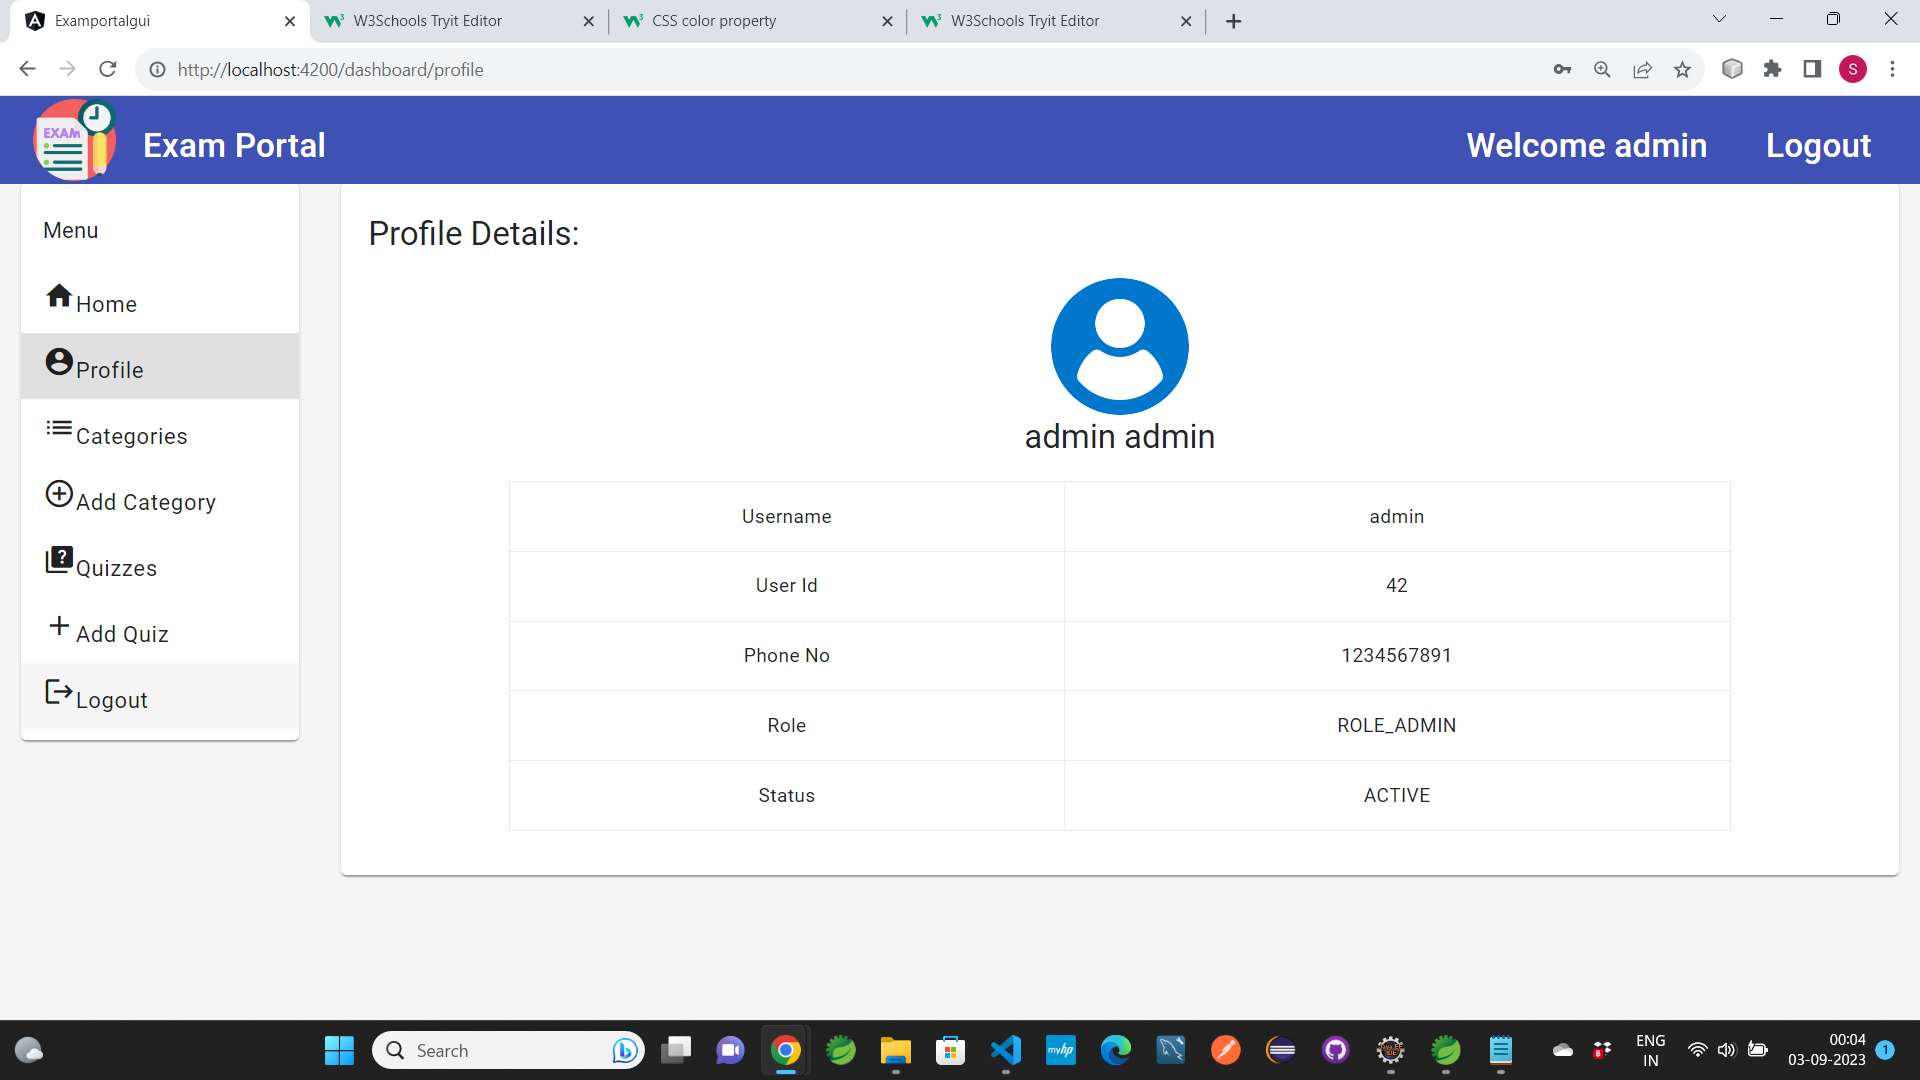 Examportalgui
W3Schools Tryit Editor
CSS color property
W3Schools Tryit Editor
http://localhost:4200/dashboard/profile
S
EXAM
Exam Portal
Welcome admin
Logout
Menu
Home
Profile
Categories
Add Category
?
Quizzes
Add Quiz
Logout
Profile Details:
admin admin
Username admin
User Id 42
Phone No 1234567891
Role ROLE_ADMIN
Status ACTIVE
Search
myhp
8
ENG
IN
00:04
03-09-2023
1